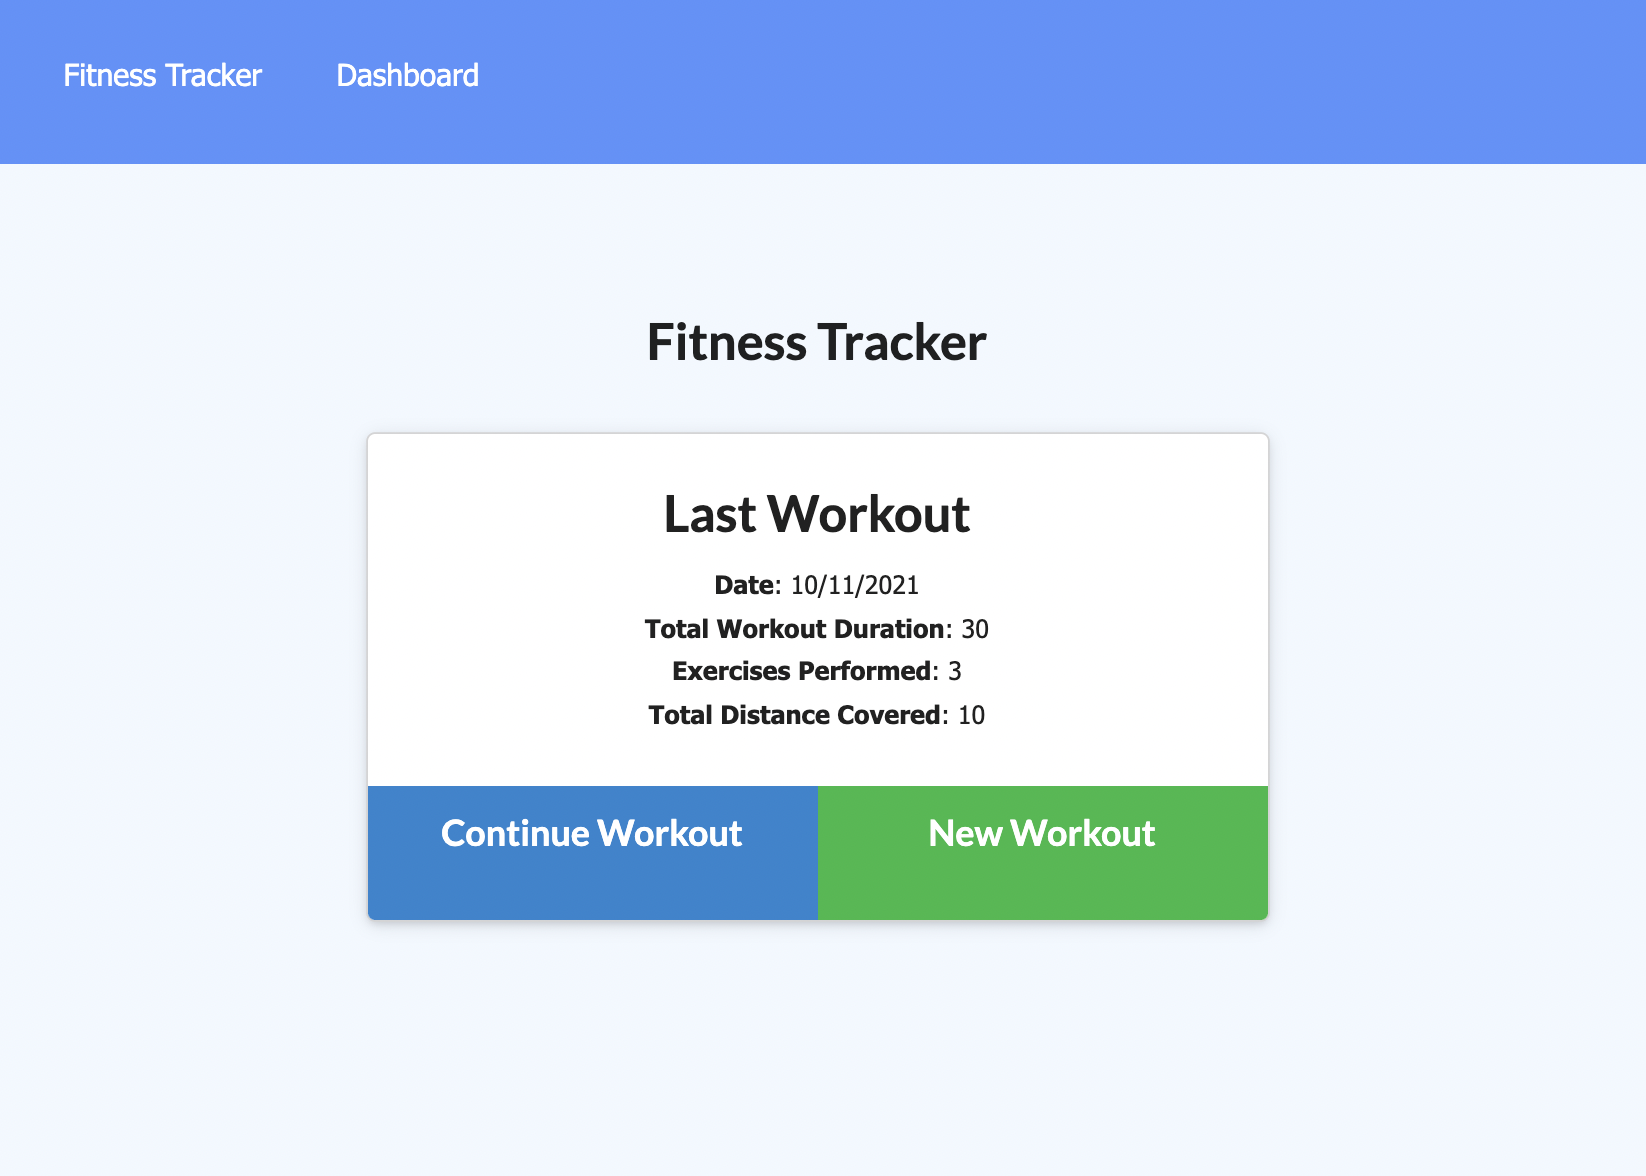 Fitness Tracker Dashboard
Fitness Tracker
Last Workout
Date: 10/11/2021
Total Workout Duration: 30
Exercises Performed: 3
Total Distance Covered: 10
Continue Workout New Workout